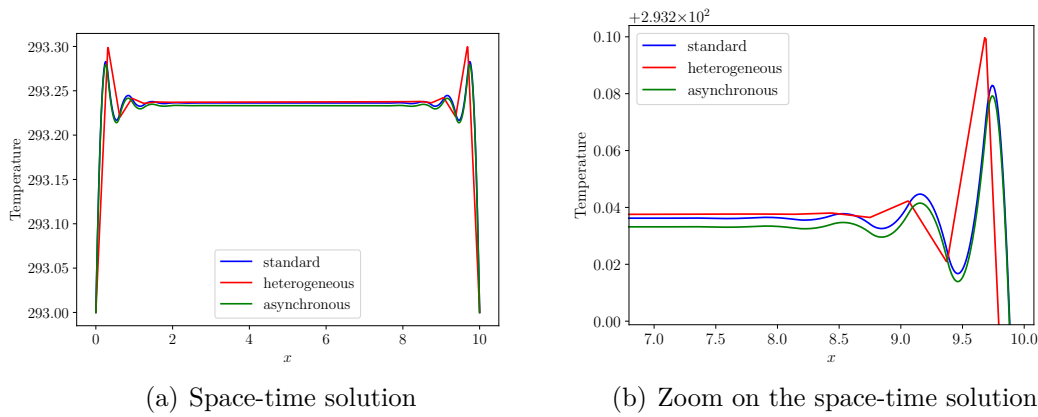 293.30
293.25
293.20
293.15
293.10
293.05
293.00
Temperature
0
2
4
6
8
10
x
standard
heterogeneous
asynchronous
(a) Space-time solution
+2.932×10²
0.10
0.08
0.06
0.04
0.02
0.00
Temperature
7.0
7.5
8.0
8.5
9.0
9.5
10.0
x
standard
heterogeneous
asynchronous
(b) Zoom on the space-time solution